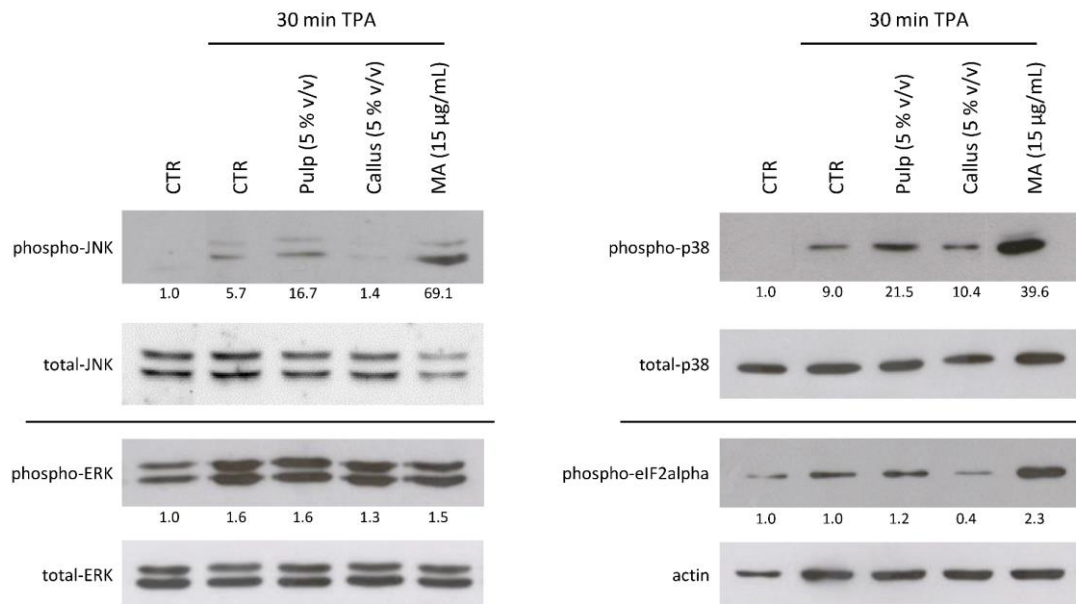 30 min TPA
CTR
CTR
Pulp (5 % v/v)
Callus (5 % v/v)
MA (15 µg/mL)
phospho-JNK
1.0 5.7 16.7 1.4 69.1
total-JNK
phospho-ERK
1.0 1.6 1.6 1.3 1.5
total-ERK
30 min TPA
CTR
CTR
Pulp (5 % v/v)
Callus (5 % v/v)
MA (15 µg/mL)
phospho-p38
1.0 9.0 21.5 10.4 39.6
total-p38
phospho-eIF2alpha
1.0 1.0 1.2 0.4 2.3
actin